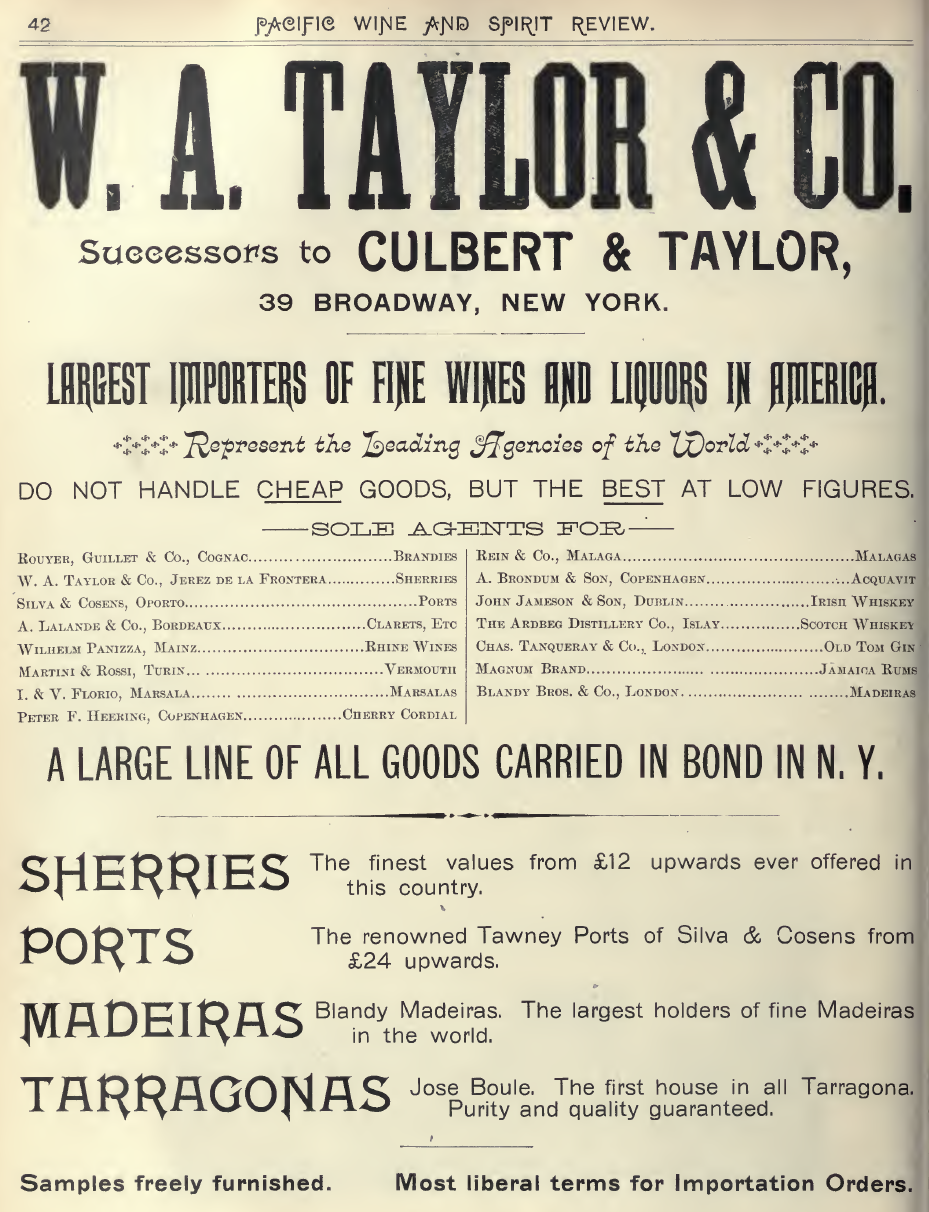 42
PACIFIC WINE AND SPIRIT REVIEW.
W. A. TAYLOR & CO.
Successors to CULBERT & TAYLOR,
39 BROADWAY, NEW YORK.
LARGEST IMPORTERS OF FINE WINES AND LIQUORS IN AMERICA.
Represent the Leading Agencies of the World
DO NOT HANDLE CHEAP GOODS, BUT THE BEST AT LOW FIGURES.
SOLE AGENTS FOR
ROUYER, GUILLET & CO., COGNAC....................BRANDIES
W. A. TAYLOR & CO., JEREZ DE LA FRONTERA.............SHERRIES
SILVA & COSENS, OPORTO....................PORTS
A. LALANDE & CO., BORDEAUX....................CLARETS, ETC
WILHELM PANIZZA, MAINZ....................RHINE WINES
MARTINI & ROSSI, TURIN....................VERMOUTH
I. & V. FLORIO, MARSALA....................MARSALAS
PETER F. HEERING, COPENHAGEN....................CHERRY CORDIAL
REIN & CO., MALAGA....................MALAGAS
A. BRONDUM & SON, COPENHAGEN....................ACQUAVIT
JOHN JAMESON & SON, DUBLIN....................IRISH WHISKEY
THE ARDBEG DISTILLERY CO., ISLAY.............SCOTCH WHISKEY
CHAS. TANQUERAY & CO., LONDON....................OLD TOM GIN
MAGNUM BRAND....................JAMAICA RUMS
BLANDY BROS. & CO., LONDON....................MADEIRAS
A LARGE LINE OF ALL GOODS CARRIED IN BOND IN N. Y.
SHERRIES The finest values from £12 upwards ever offered in
this country.
PORTS The renowned Tawney Ports of Silva & Cosens from
£24 upwards.
MADEIRAS Blandy Madeiras. The largest holders of fine Madeiras
in the world.
TARRAGONAS Jose Boule. The first house in all Tarragona.
Purity and quality guaranteed.
Samples freely furnished. Most liberal terms for Importation Orders.